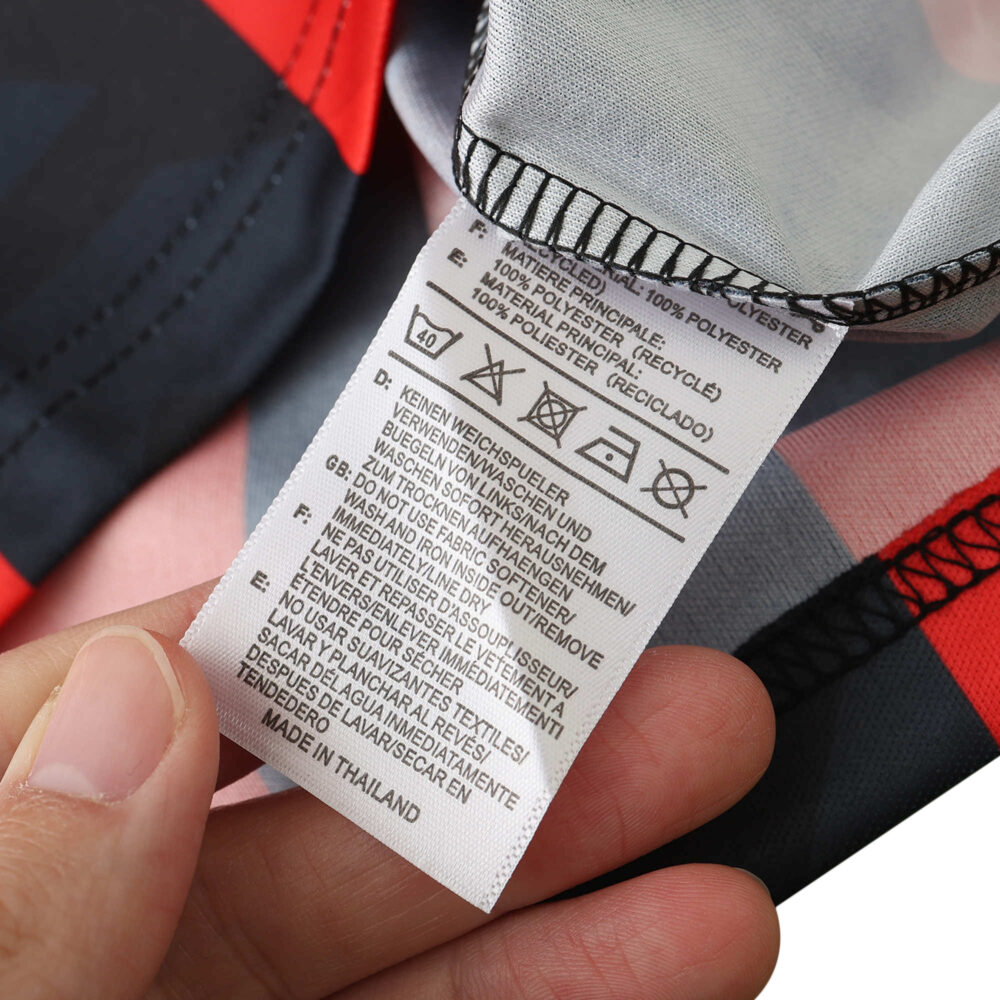 100% POLYESTER
F: (RECYCLED)
MATIERE PRINCIPALE:
100% POLYESTER (RECYCLÉ)
E: MATERIAL PRINCIPAL:
100% POLIESTER (RECICLADO)
40
D: KEINEN WEICHSPUELER
VERWENDEN/WASCHEN UND
BUEGELN VON LINKS/NACH DEM
WASCHEN SOFORT HERAUSNEHMEN/
ZUM TROCKNEN AUFHAENGEN
GB: DO NOT USE FABRIC SOFTENER/
WASH AND IRON INSIDE OUT/REMOVE
IMMEDIATELY/LINE DRY
F: NE PAS UTILISER D'ASSOUPLISSEUR/
LAVER ET REPASSER LE VÊTEMENT A
L'ENVERS/ENLEVER IMMÉDIATEMENT/
ÉTENDRE POUR SÉCHER
E: NO USAR SUAVIZANTES TEXTILES/
LAVAR Y PLANCHAR AL REVÉS/
SACAR DEL AGUA INMEDIATAMENTE
DESPUÉS DE LAVAR/SECAR EN
TENDEDERO
MADE IN THAILAND